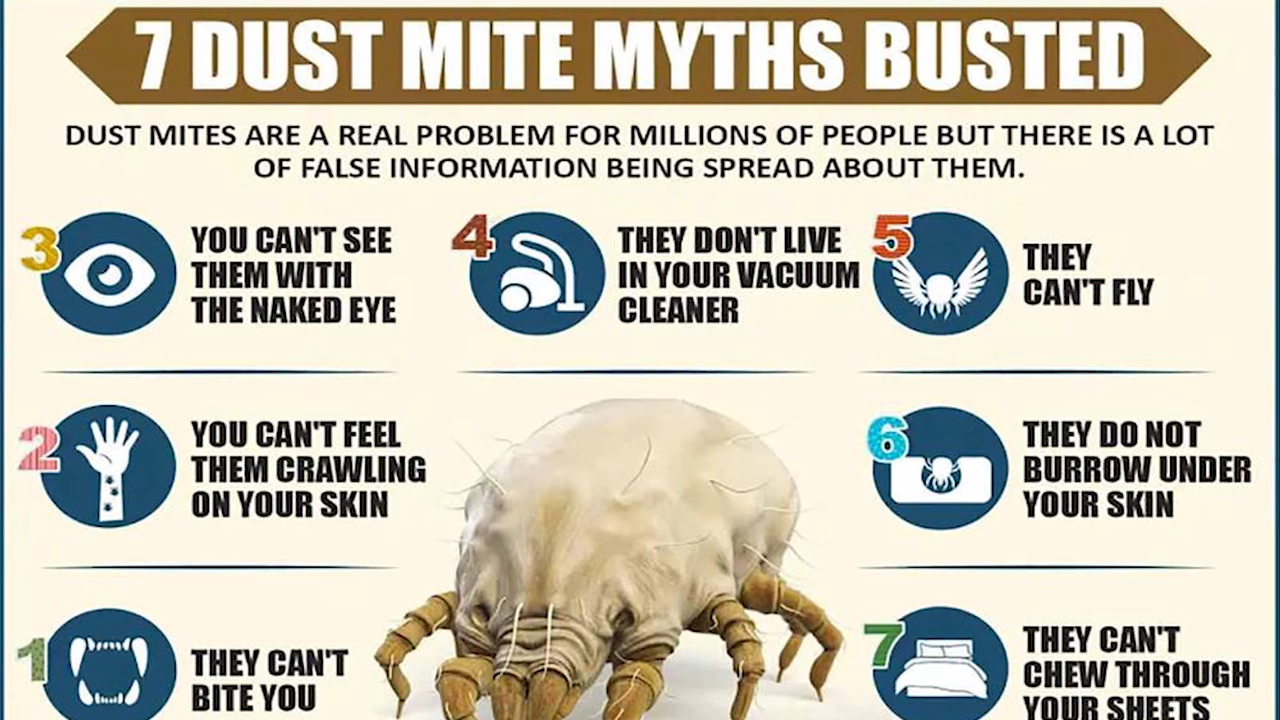 7 DUST MITE MYTHS BUSTED
DUST MITES ARE A REAL PROBLEM FOR MILLIONS OF PEOPLE BUT THERE IS A LOT
OF FALSE INFORMATION BEING SPREAD ABOUT THEM.
3
YOU CAN'T SEE
THEM WITH
THE NAKED EYE
4
THEY DON'T LIVE
IN YOUR VACUUM
CLEANER
5
THEY
CAN'T FLY
2
YOU CAN'T FEEL
THEM CRAWLING
ON YOUR SKIN
6
THEY DO NOT
BURROW UNDER
YOUR SKIN
1
THEY CAN'T
BITE YOU
7
THEY CAN'T
CHEW THROUGH
YOUR SHEETS